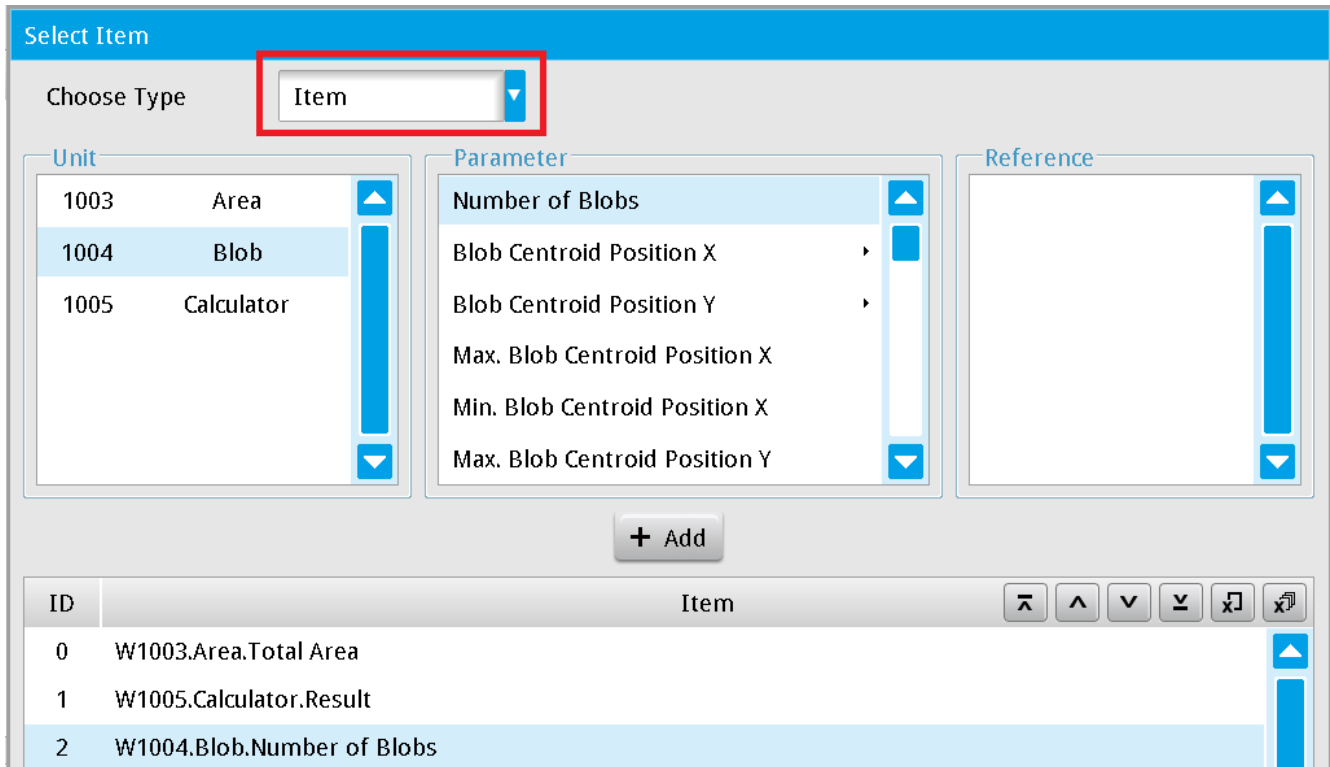 Select Item
Choose Type Item
Unit
1003 Area
1004 Blob
1005 Calculator
Parameter
Number of Blobs
Blob Centroid Position X
Blob Centroid Position Y
Max. Blob Centroid Position X
Min. Blob Centroid Position X
Max. Blob Centroid Position Y
Reference
+ Add
ID Item
0 W1003.Area.Total Area
1 W1005.Calculator.Result
2 W1004.Blob.Number of Blobs